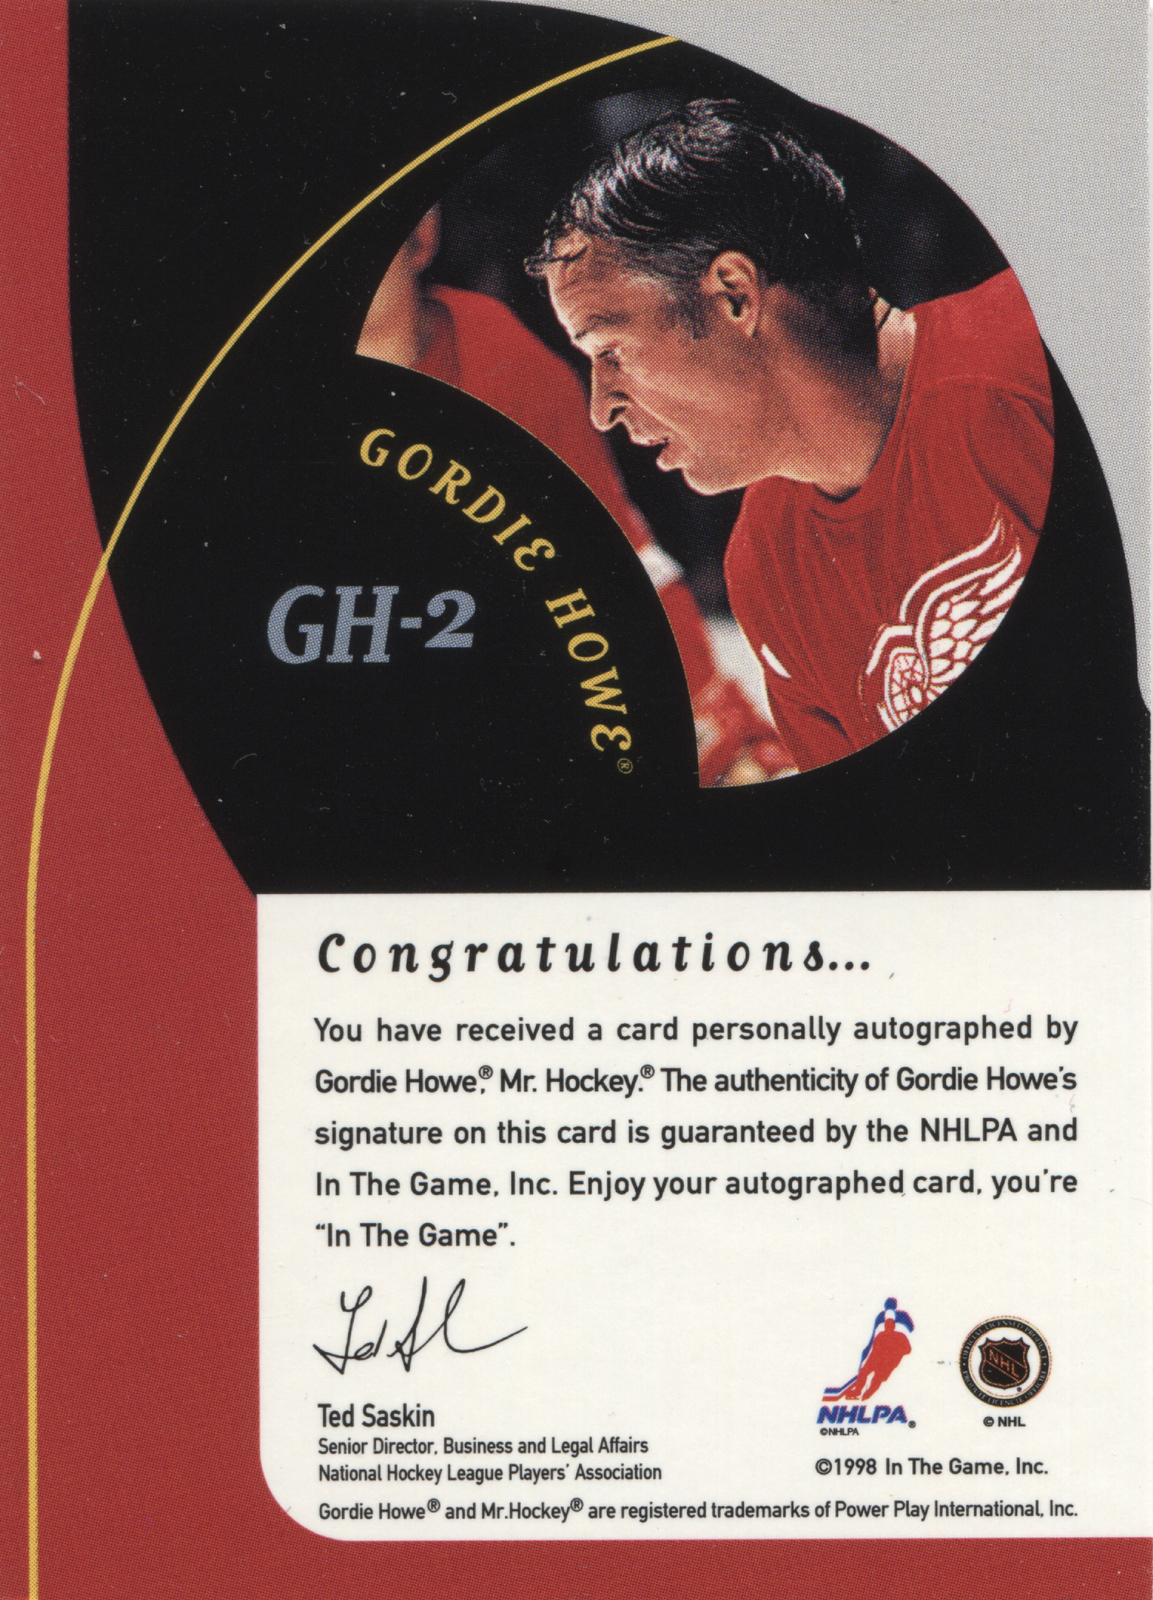 GORDIE HOWE®
GH-2
Congratulations...
You have received a card personally autographed by
Gordie Howe,® Mr. Hockey.® The authenticity of Gordie Howe's
signature on this card is guaranteed by the NHLPA and
In The Game, Inc. Enjoy your autographed card, you're
“In The Game”.
Ted Saskin
Senior Director, Business and Legal Affairs
National Hockey League Players' Association
NHLPA®
©NHLPA
NHL
© NHL
©1998 In The Game, Inc.
Gordie Howe® and Mr.Hockey® are registered trademarks of Power Play International, Inc.